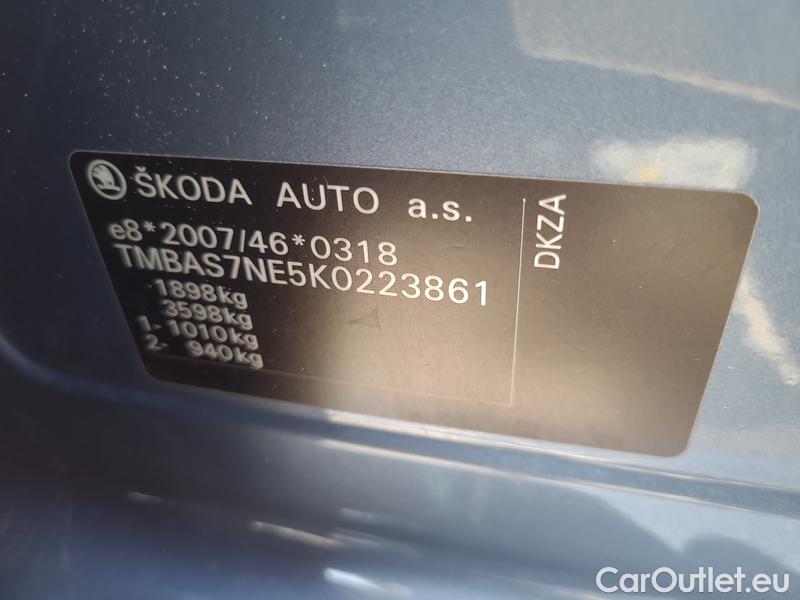 ŠKODA AUTO a.s.
e8*2007/46*0318
TMBAS7NE5K0223861
1898kg
3598kg
1- 1010kg
2- 940kg
DKZA
CarOutlet.eu